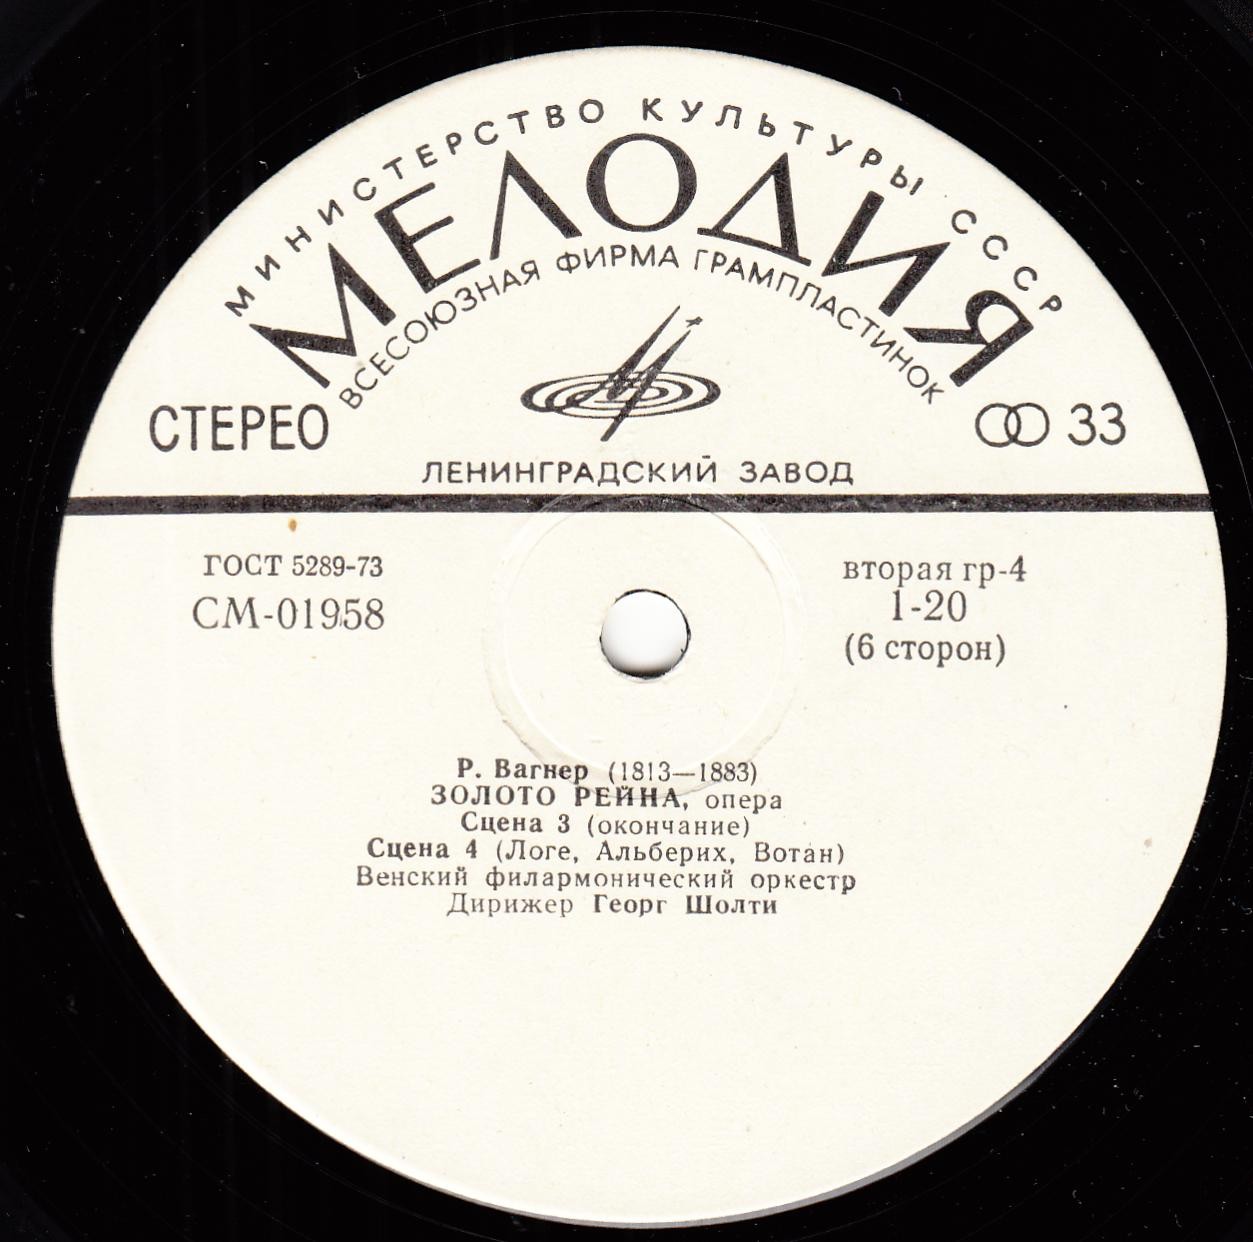 МИНИСТЕРСТВО КУЛЬТУРЫ СССР
МЕЛОДИЯ
ВСЕСОЮЗНАЯ ФИРМА ГРАМПЛАСТИНОК
СТЕРЕО
33
ЛЕНИНГРАДСКИЙ ЗАВОД
ГОСТ 5289-73
СМ-01958
вторая гр-4
1-20
(6 сторон)
Р. Вагнер (1813—1883)
ЗОЛОТО РЕЙНА, опера
Сцена 3 (окончание)
Сцена 4 (Логе, Альберих, Вотан)
Венский филармонический оркестр
Дирижер Георг Шолти